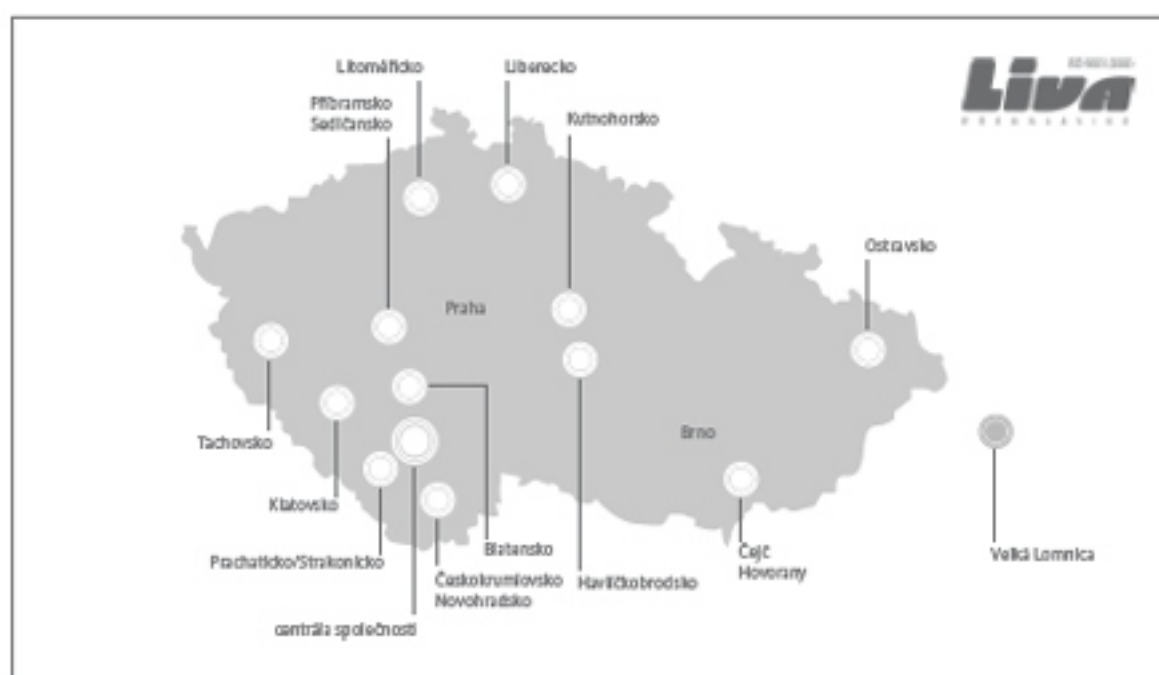 Litoměřicko
Liberecko
Příbramsko
Sedlčansko
Kutnohorsko
Liva
PŘEDSLAVICE
Ostravsko
Praha
Brno
Tachovsko
Klatovsko
Prachaticko/Strakonicko
Blatensko
Čejč
Hovorany
Velká Lomnica
Českokrumlovsko
Novohradsko
Havlíčkobrodsko
centrála společnosti